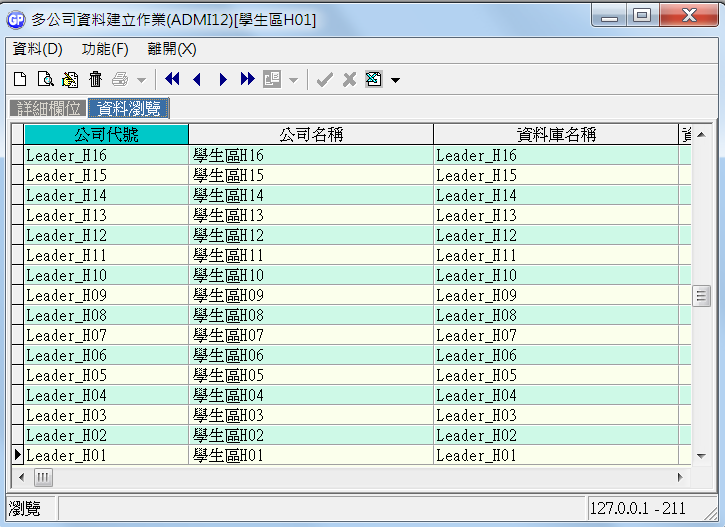 GP 多公司資料建立作業(ADMI12)[學生區H01]
資料(D) 功能(F) 離開(X)
詳細欄位 資料瀏覽
公司代號 公司名稱 資料庫名稱
Leader_H16 學生區H16 Leader_H16
Leader_H15 學生區H15 Leader_H15
Leader_H14 學生區H14 Leader_H14
Leader_H13 學生區H13 Leader_H13
Leader_H12 學生區H12 Leader_H12
Leader_H11 學生區H11 Leader_H11
Leader_H10 學生區H10 Leader_H10
Leader_H09 學生區H09 Leader_H09
Leader_H08 學生區H08 Leader_H08
Leader_H07 學生區H07 Leader_H07
Leader_H06 學生區H06 Leader_H06
Leader_H05 學生區H05 Leader_H05
Leader_H04 學生區H04 Leader_H04
Leader_H03 學生區H03 Leader_H03
Leader_H02 學生區H02 Leader_H02
Leader_H01 學生區H01 Leader_H01
瀏覽 127.0.0.1 - 211